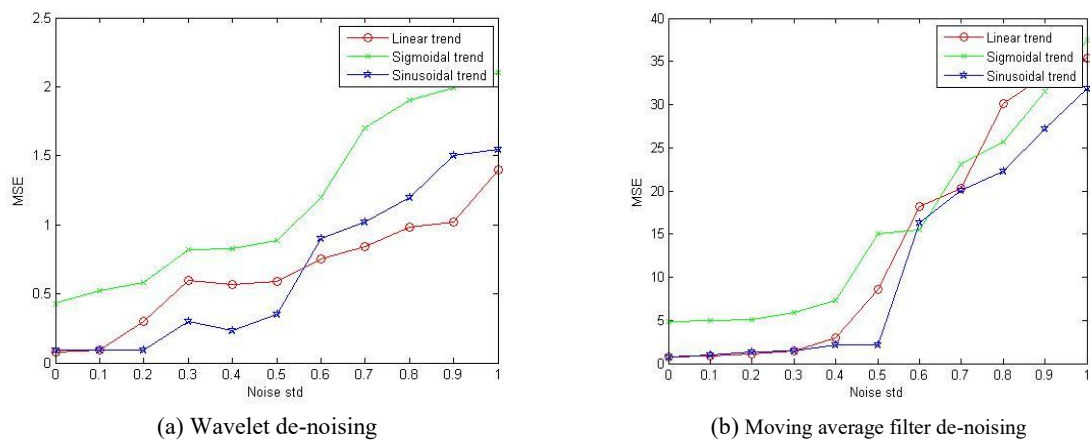 2.5
2
1.5
1
0.5
0
MSE
Linear trend
Sigmoidal trend
Sinusoidal trend
0 0.1 0.2 0.3 0.4 0.5 0.6 0.7 0.8 0.9 1
Noise std
(a) Wavelet de-noising
40
35
30
25
20
15
10
5
0
MSE
Linear trend
Sigmoidal trend
Sinusoidal trend
0 0.1 0.2 0.3 0.4 0.5 0.6 0.7 0.8 0.9 1
Noise std
(b) Moving average filter de-noising